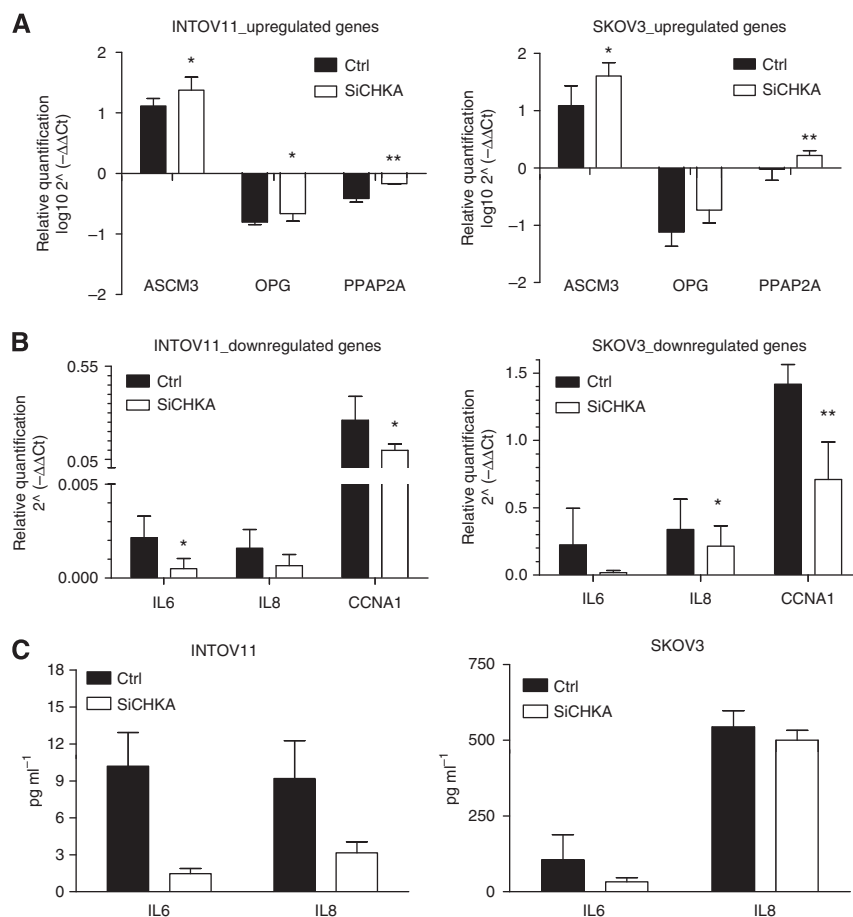 A
INTOV11_upregulated genes
Relative quantification
log10 2^ (−ΔΔCt)
2
1
0
−1
−2
*
*
**
Ctrl
SiCHKA
ASCM3 OPG PPAP2A
SKOV3_upregulated genes
Relative quantification
log10 2^ (−ΔΔCt)
2
1
0
−1
−2
*
**
Ctrl
SiCHKA
ASCM3 OPG PPAP2A
B
INTOV11_downregulated genes
Relative quantification
2^ (−ΔΔCt)
0.55
0.05
0.005
0.000
Ctrl
SiCHKA
*
*
IL6 IL8 CCNA1
SKOV3_downregulated genes
Relative quantification
2^ (−ΔΔCt)
1.5
1.0
0.5
0.0
Ctrl
SiCHKA
*
**
IL6 IL8 CCNA1
C
INTOV11
pg ml−1
18
15
12
9
6
3
0
Ctrl
SiCHKA
IL6 IL8
SKOV3
pg ml−1
750
500
250
0
Ctrl
SiCHKA
IL6 IL8